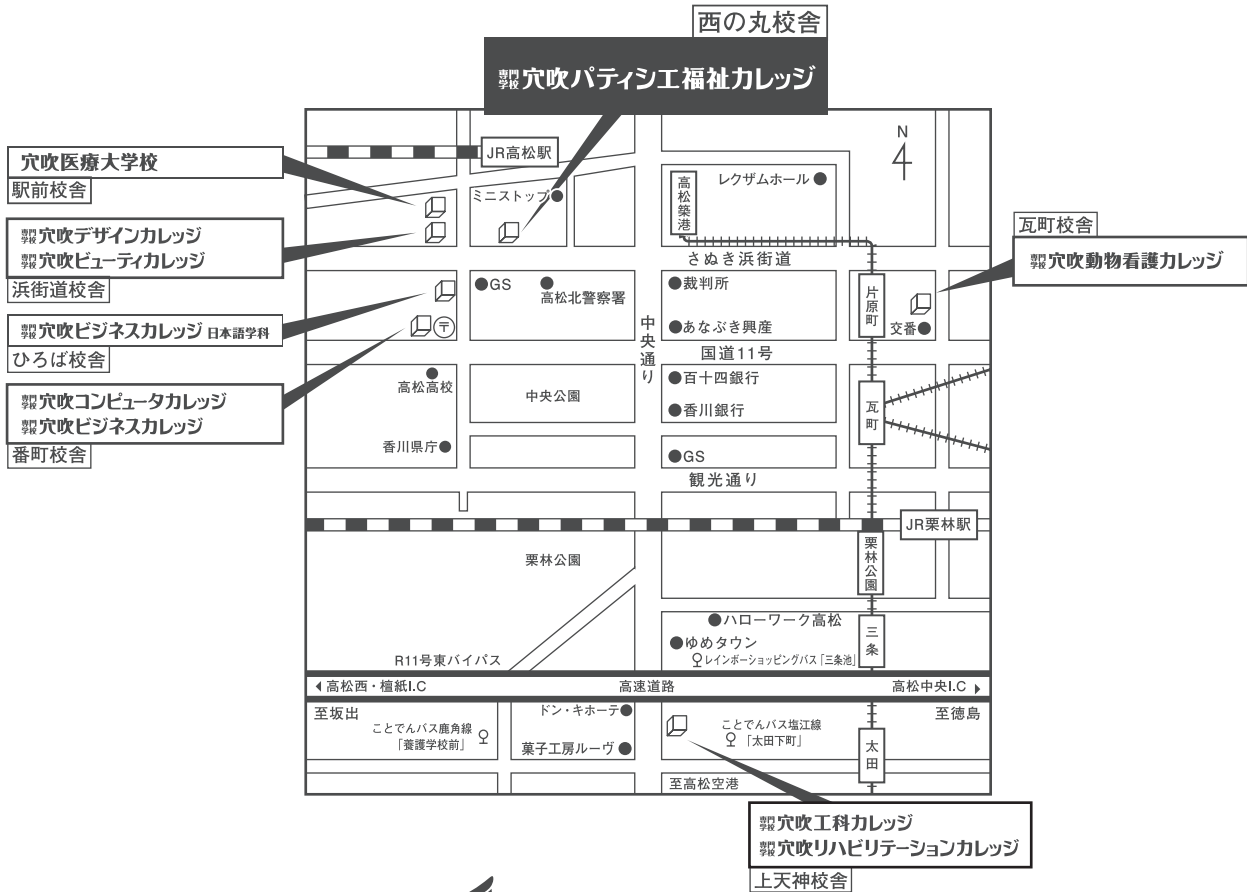 西の丸校舎
専門学校 穴吹パティシエ福祉カレッジ
穴吹医療大学校
駅前校舎
専門学校 穴吹デザインカレッジ
専門学校 穴吹ビューティカレッジ
浜街道校舎
専門学校 穴吹ビジネスカレッジ 日本語学科
ひろば校舎
専門学校 穴吹コンピュータカレッジ
専門学校 穴吹ビジネスカレッジ
番町校舎
瓦町校舎
専門学校 穴吹動物看護カレッジ
JR高松駅
N
ミニストップ
高松築港
レクザムホール
さぬき浜街道
GS
高松北警察署
裁判所
片原町
交番
〒
中央通り
あなぶき興産
国道11号
高松高校
中央公園
百十四銀行
香川銀行
瓦町
香川県庁
GS
観光通り
JR栗林駅
栗林公園
栗林公園
ハローワーク高松
ゆめタウン
三条
レインボーショッピングバス「三条池」
R11号東バイパス
高松西・檀紙I.C
高速道路
高松中央I.C
至坂出
ドン・キホーテ
至徳島
ことでんバス鹿角線
「養護学校前」
ことでんバス塩江線
「太田下町」
菓子工房ルーヴ
太田
至高松空港
専門学校 穴吹工科カレッジ
専門学校 穴吹リハビリテーションカレッジ
上天神校舎